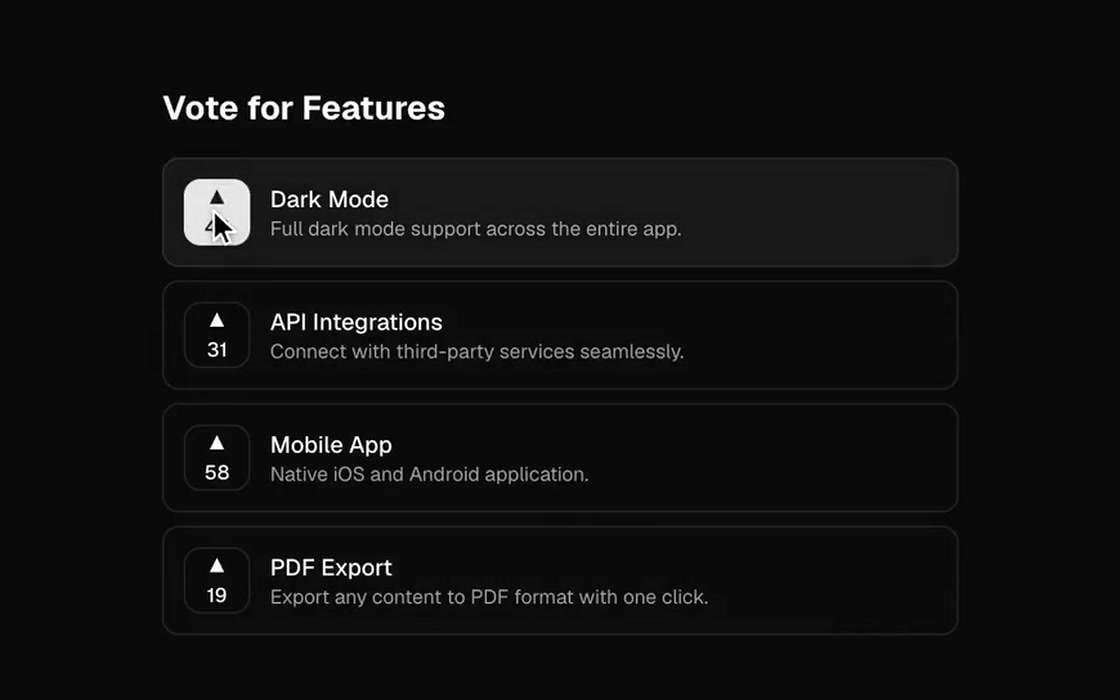 Vote for Features
▲
Dark Mode
Full dark mode support across the entire app.
▲
31
API Integrations
Connect with third-party services seamlessly.
▲
58
Mobile App
Native iOS and Android application.
▲
19
PDF Export
Export any content to PDF format with one click.